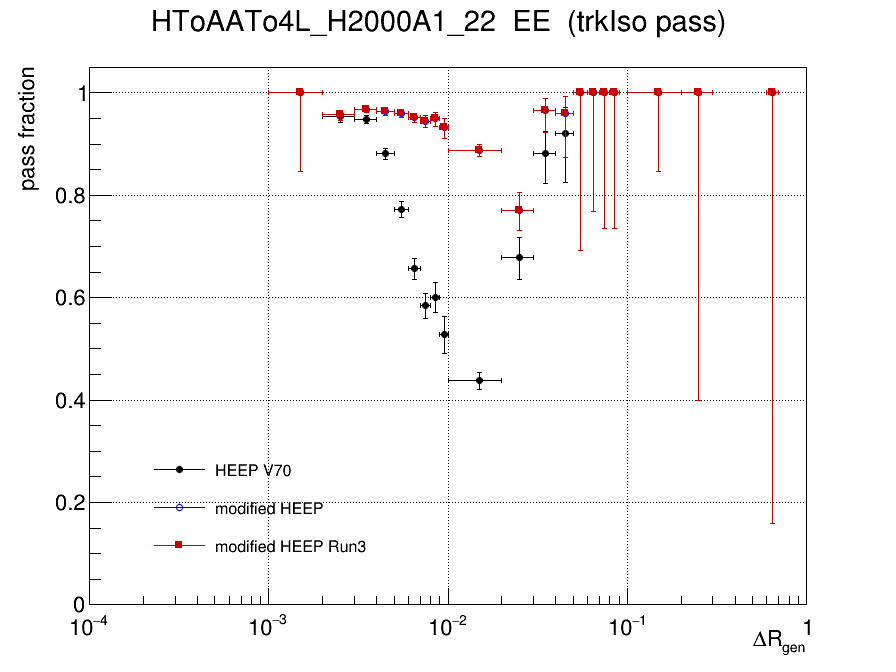 HToAATo4L_H2000A1_22 EE (trkIso pass)
pass fraction
1
0.8
0.6
0.4
0.2
0
HEEP V70
modified HEEP
modified HEEP Run3
10⁻⁴ 10⁻³ 10⁻² 10⁻¹ 1
ΔR_gen